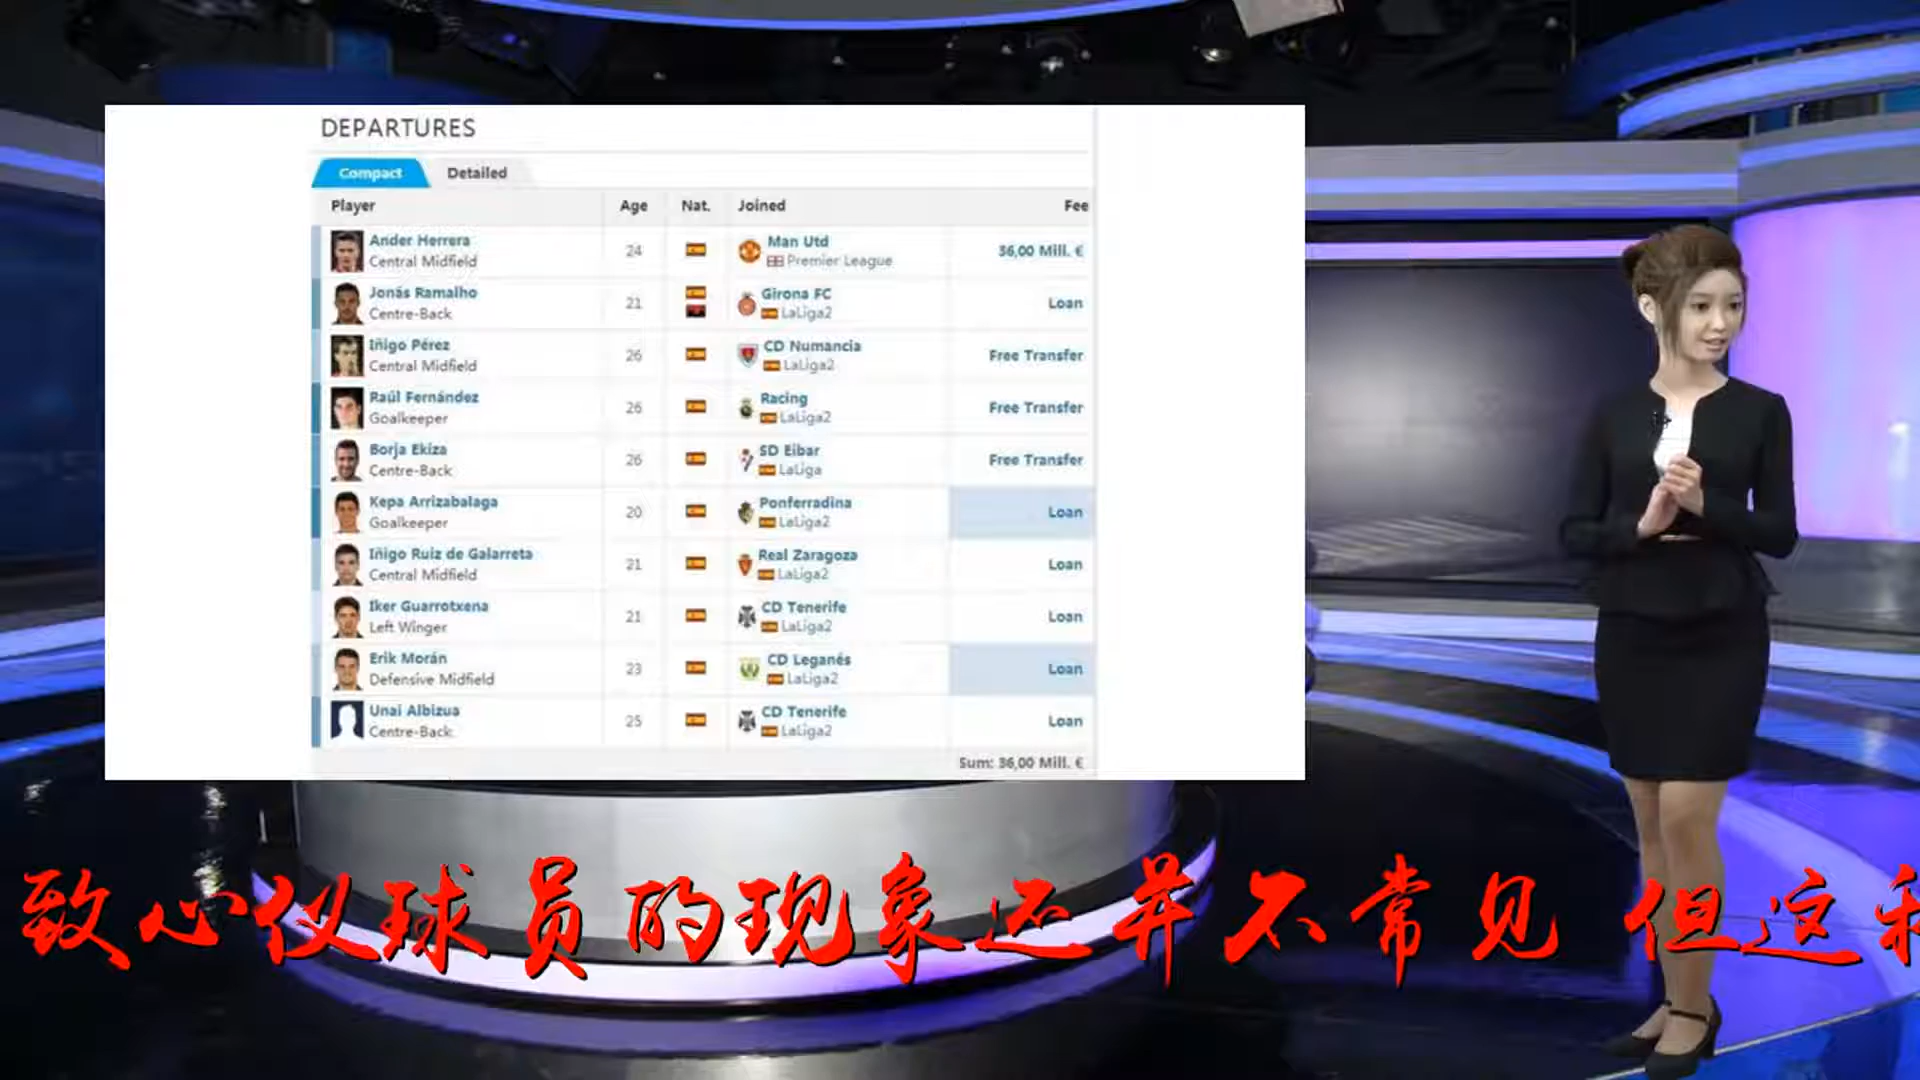 DEPARTURES
Compact Detailed
Player Age Nat. Joined Fee
Ander Herrera
Central Midfield
24
Man Utd
Premier League
36,00 Mill. €
Jonás Ramalho
Centre-Back
21
Girona FC
LaLiga2
Loan
Iñigo Pérez
Central Midfield
26
CD Numancia
LaLiga2
Free Transfer
Raúl Fernández
Goalkeeper
26
Racing
LaLiga2
Free Transfer
Borja Ekiza
Centre-Back
26
SD Eibar
LaLiga
Free Transfer
Kepa Arrizabalaga
Goalkeeper
20
Ponferradina
LaLiga2
Loan
Iñigo Ruiz de Galarreta
Central Midfield
21
Real Zaragoza
LaLiga2
Loan
Iker Guarrotxena
Left Winger
21
CD Tenerife
LaLiga2
Loan
Erik Morán
Defensive Midfield
23
CD Leganés
LaLiga2
Loan
Unai Albizua
Centre-Back
25
CD Tenerife
LaLiga2
Loan
Sum: 36,00 Mill. €
致心仪球员的现象还并不常见 但这